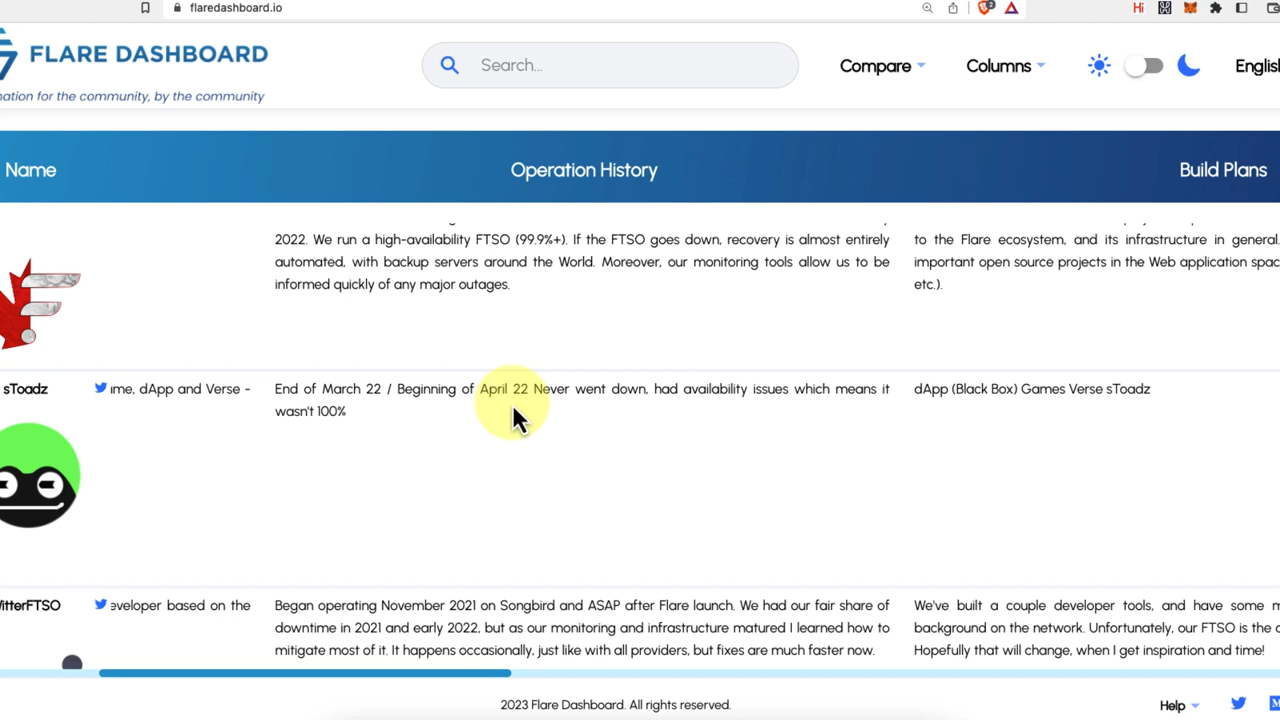 flaredashboard.io
2
Hi
FLARE DASHBOARD
ation for the community, by the community
Search...
Compare
Columns
English
Name
Operation History
Build Plans
2022. We run a high-availability FTSO (99.9%+). If the FTSO goes down, recovery is almost entirely
automated, with backup servers around the World. Moreover, our monitoring tools allow us to be
informed quickly of any major outages.
to the Flare ecosystem, and its infrastructure in general.
important open source projects in the Web application spac
etc.).
sToadz
ime, dApp and Verse -
End of March 22 / Beginning of April 22 Never went down, had availability issues which means it
wasn't 100%
dApp (Black Box) Games Verse sToadz
itterFTSO
eveloper based on the
Began operating November 2021 on Songbird and ASAP after Flare launch. We had our fair share of
downtime in 2021 and early 2022, but as our monitoring and infrastructure matured I learned how to
mitigate most of it. It happens occasionally, just like with all providers, but fixes are much faster now.
We've built a couple developer tools, and have some m
background on the network. Unfortunately, our FTSO is the c
Hopefully that will change, when I get inspiration and time!
2023 Flare Dashboard. All rights reserved.
Help